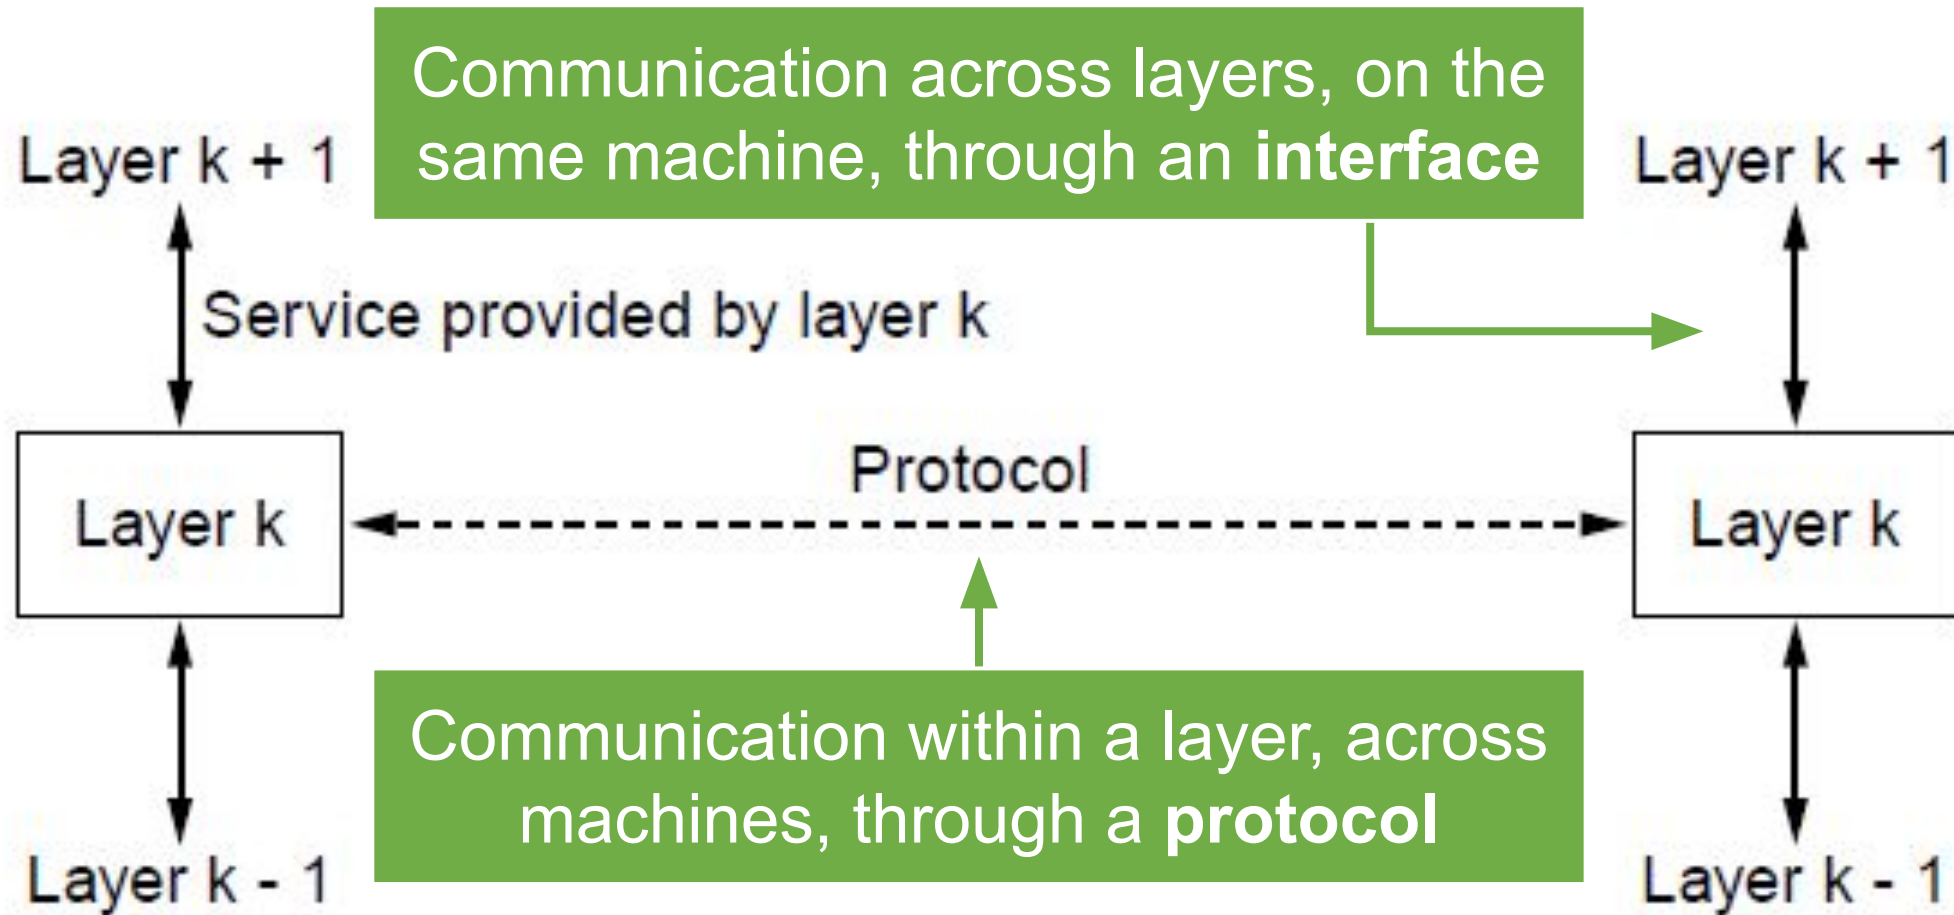 Communication across layers, on the
same machine, through an interface
Layer k + 1
Layer k + 1
Service provided by layer k
Protocol
Layer k
Layer k
Communication within a layer, across
machines, through a protocol
Layer k - 1
Layer k - 1